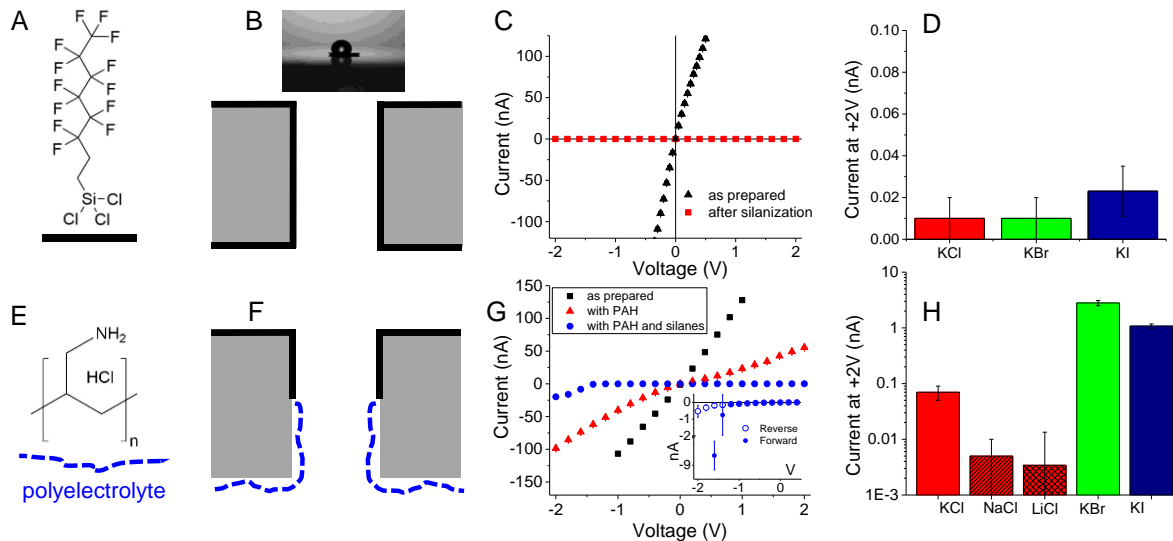 A
F
F
F
F
F
F
F
F
F
F
F
F
F
Si
Cl
Cl
Cl
B
C
Current (nA)
100
50
0
-50
-100
as prepared
after silanization
-2
-1
0
1
2
Voltage (V)
D
Current at +2V (nA)
0.10
0.08
0.06
0.04
0.02
0.00
KCl
KBr
KI
E
NH2
HCl
n
polyelectrolyte
F
G
Current (nA)
150
100
50
0
-50
-100
-150
as prepared
with PAH
with PAH and silanes
0
-1
-2
-9
nA
Reverse
Forward
V
-2
-1
0
-2
-1
0
1
2
Voltage (V)
H
Current at +2V (nA)
10
1
0.1
0.01
1E-3
KCl
NaCl
LiCl
KBr
KI